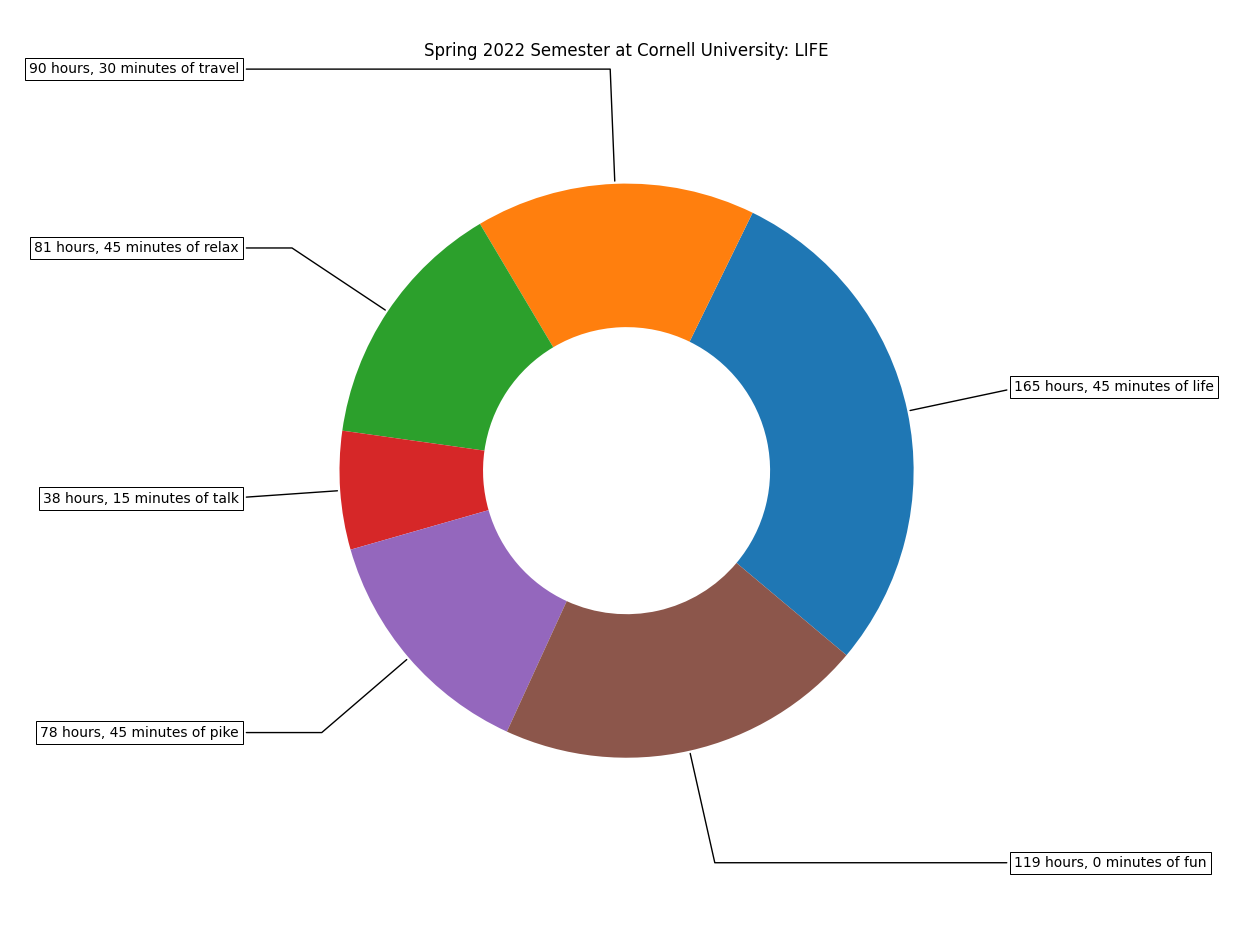 Spring 2022 Semester at Cornell University: LIFE
90 hours, 30 minutes of travel
81 hours, 45 minutes of relax
165 hours, 45 minutes of life
38 hours, 15 minutes of talk
78 hours, 45 minutes of pike
119 hours, 0 minutes of fun